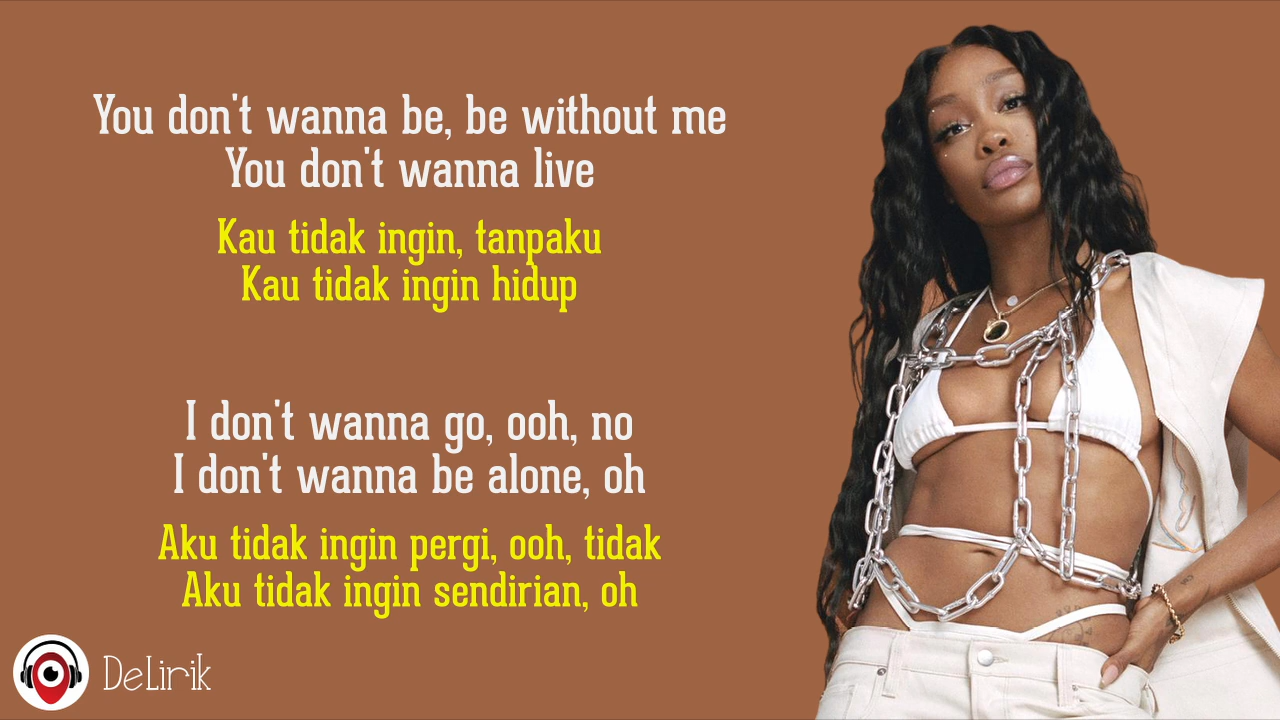 You don't wanna be, be without me
You don't wanna live
Kau tidak ingin, tanpaku
Kau tidak ingin hidup
I don't wanna go, ooh, no
I don't wanna be alone, oh
Aku tidak ingin pergi, ooh, tidak
Aku tidak ingin sendirian, oh
DeLirik